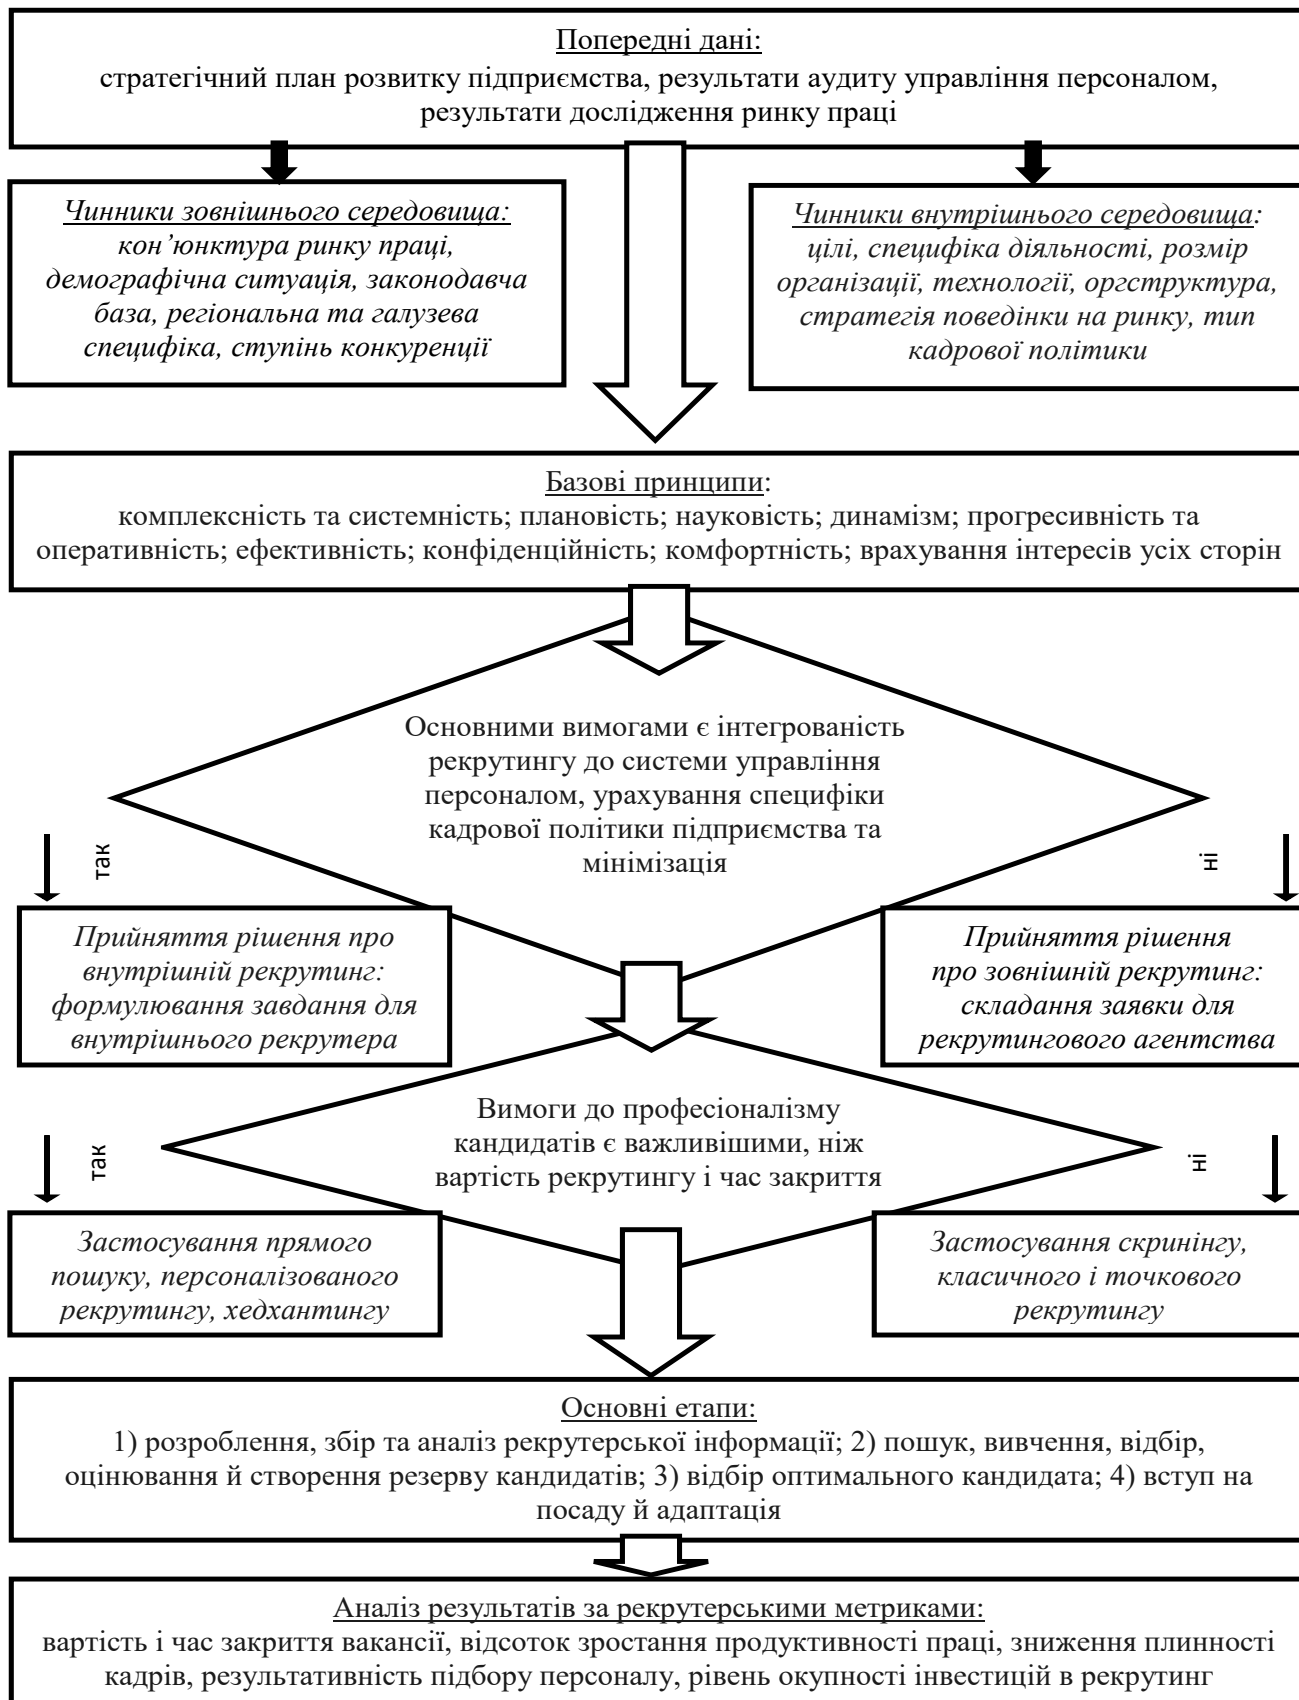 Попередні дані:
стратегічний план розвитку підприємства, результати аудиту управління персоналом,
результати дослідження ринку праці
Чинники зовнішнього середовища:
кон’юнктура ринку праці,
демографічна ситуація, законодавча
база, регіональна та галузева
специфіка, ступінь конкуренції
Чинники внутрішнього середовища:
цілі, специфіка діяльності, розмір
організації, технології, оргструктура,
стратегія поведінки на ринку, тип
кадрової політики
Базові принципи:
комплексність та системність; плановість; науковість; динамізм; прогресивність та
оперативність; ефективність; конфіденційність; комфортність; врахування інтересів усіх сторін
Основними вимогами є інтегрованість
рекрутингу до системи управління
персоналом, урахування специфіки
кадрової політики підприємства та
мінімізація
так
ні
Прийняття рішення про
внутрішній рекрутинг:
формулювання завдання для
внутрішнього рекрутера
Прийняття рішення
про зовнішній рекрутинг:
складання заявки для
рекрутингового агентства
Вимоги до професіоналізму
кандидатів є важливішими, ніж
вартість рекрутингу і час закриття
так
ні
Застосування прямого
пошуку, персоналізованого
рекрутингу, хедхантингу
Застосування скринінгу,
класичного і точкового
рекрутингу
Основні етапи:
1) розроблення, збір та аналіз рекрутерської інформації; 2) пошук, вивчення, відбір,
оцінювання й створення резерву кандидатів; 3) відбір оптимального кандидата; 4) вступ на
посаду й адаптація
Аналіз результатів за рекрутерськими метриками:
вартість і час закриття вакансії, відсоток зростання продуктивності праці, зниження плинності
кадрів, результативність підбору персоналу, рівень окупності інвестицій в рекрутинг